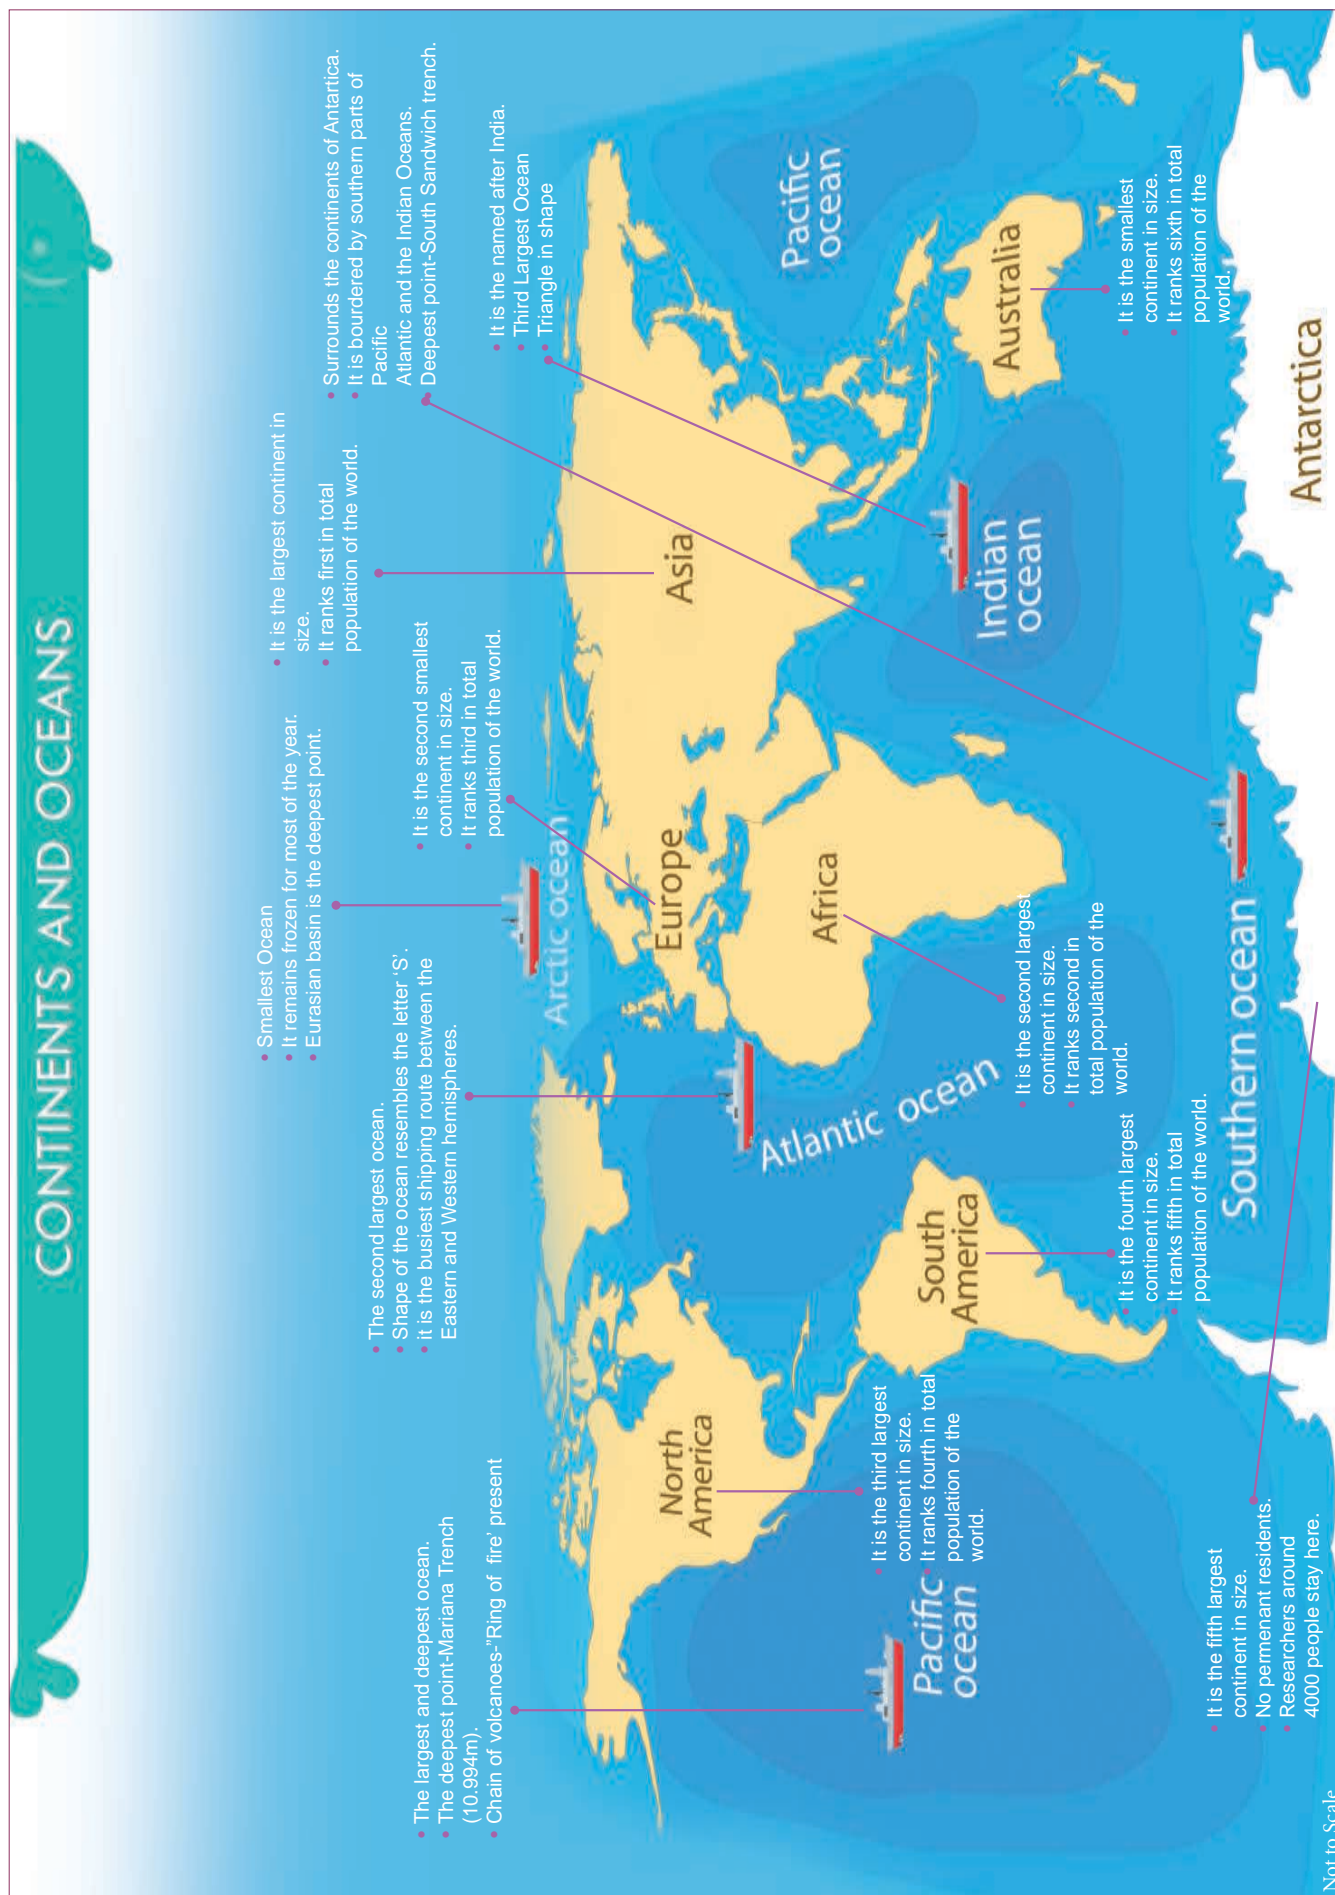 CONTINENTS AND OCEANS
• Smallest Ocean
• It remains frozen for most of the year.
• Eurasian basin is the deepest point.
• It is the largest continent in
size.
• It ranks first in total
population of the world.
• Surrounds the continents of Antartica.
• It is bourdered by southern parts of
Pacific
Atlantic and the Indian Oceans.
• Deepest point-South Sandwich trench.
• The second largest ocean.
• Shape of the ocean resembles the letter ‘S’.
• it is the busiest shipping route between the
Eastern and Western hemispheres.
• The largest and deepest ocean.
• The deepest point-Mariana Trench
(10.994m).
• Chain of volcanoes-”Ring of fire’ present
• It is the second smallest
continent in size.
• It ranks third in total
population of the world.
• It is the named after India.
• Third Largest Ocean
• Triangle in shape
Arctic ocean
North
America
Europe
Asia
Pacific
ocean
Atlantic ocean
Africa
• It is the third largest
continent in size.
• It ranks fourth in total
population of the
world.
Pacific
ocean
South
America
Indian
ocean
Australia
• It is the second largest
continent in size.
• It ranks second in
total population of the
world.
• It is the fourth largest
continent in size.
• It ranks fifth in total
population of the world.
• It is the smallest
continent in size.
• It ranks sixth in total
population of the
world.
Southern ocean
• It is the fifth largest
continent in size.
• No permenant residents.
• Researchers around
4000 people stay here.
Antarctica
Not to Scale